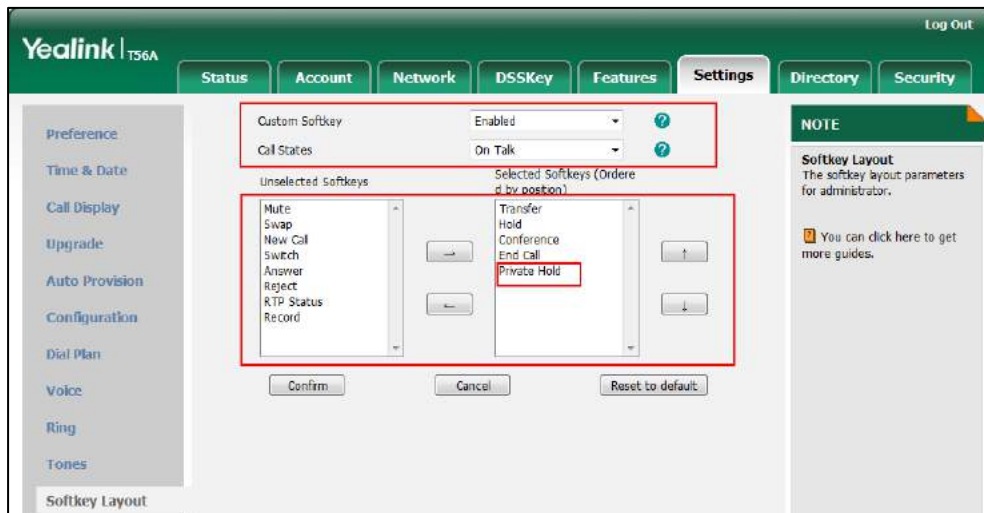 Log Out
Yealink | T56A
Status Account Network DSSKey Features Settings Directory Security
Preference
Time & Date
Call Display
Upgrade
Auto Provision
Configuration
Dial Plan
Voice
Ring
Tones
Softkey Layout
Custom Softkey Enabled ?
Call States On Talk ?
Unselected Softkeys
Selected Softkeys (Ordere
d by postion)
Mute
Swap
New Call
Switch
Answer
Reject
RTP Status
Record
→
←
Transfer
Hold
Conference
End Call
Private Hold
↑
↓
Confirm Cancel Reset to default
NOTE
Softkey Layout
The softkey layout parameters
for administrator.
? You can click here to get
more guides.